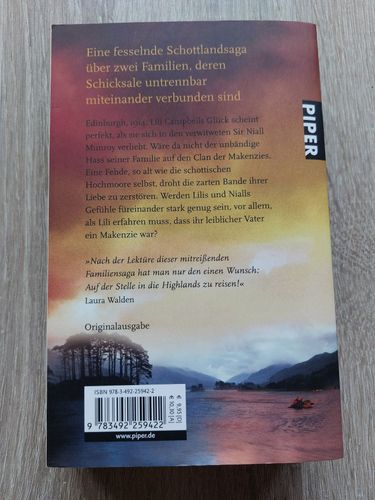 Eine fesselnde Schottlandsaga
über zwei Familien, deren
Schicksale untrennbar
miteinander verbunden sind
PIPER
Edinburgh, 1914: Lili Campbells Glück scheint
perfekt, als sie sich in den verwitweten Sir Niall
Munroy verliebt. Wäre da nicht der unbändige
Hass seiner Familie auf den Clan der Makenzies.
Eine Fehde, so alt wie die schottischen
Hochmoore selbst, droht die zarten Bande ihrer
Liebe zu zerstören. Werden Lilis und Nialls
Gefühle füreinander stark genug sein, vor allem,
als Lili erfahren muss, dass ihr leiblicher Vater
ein Makenzie war?
»Nach der Lektüre dieser mitreißenden
Familiensaga hat man nur den einen Wunsch:
Auf der Stelle in die Highlands zu reisen!«
Laura Walden
Originalausgabe
ISBN 978-3-492-25942-2
9 783492 259422
€ 9,95 [D]
€ 10,30 [A]
www.piper.de